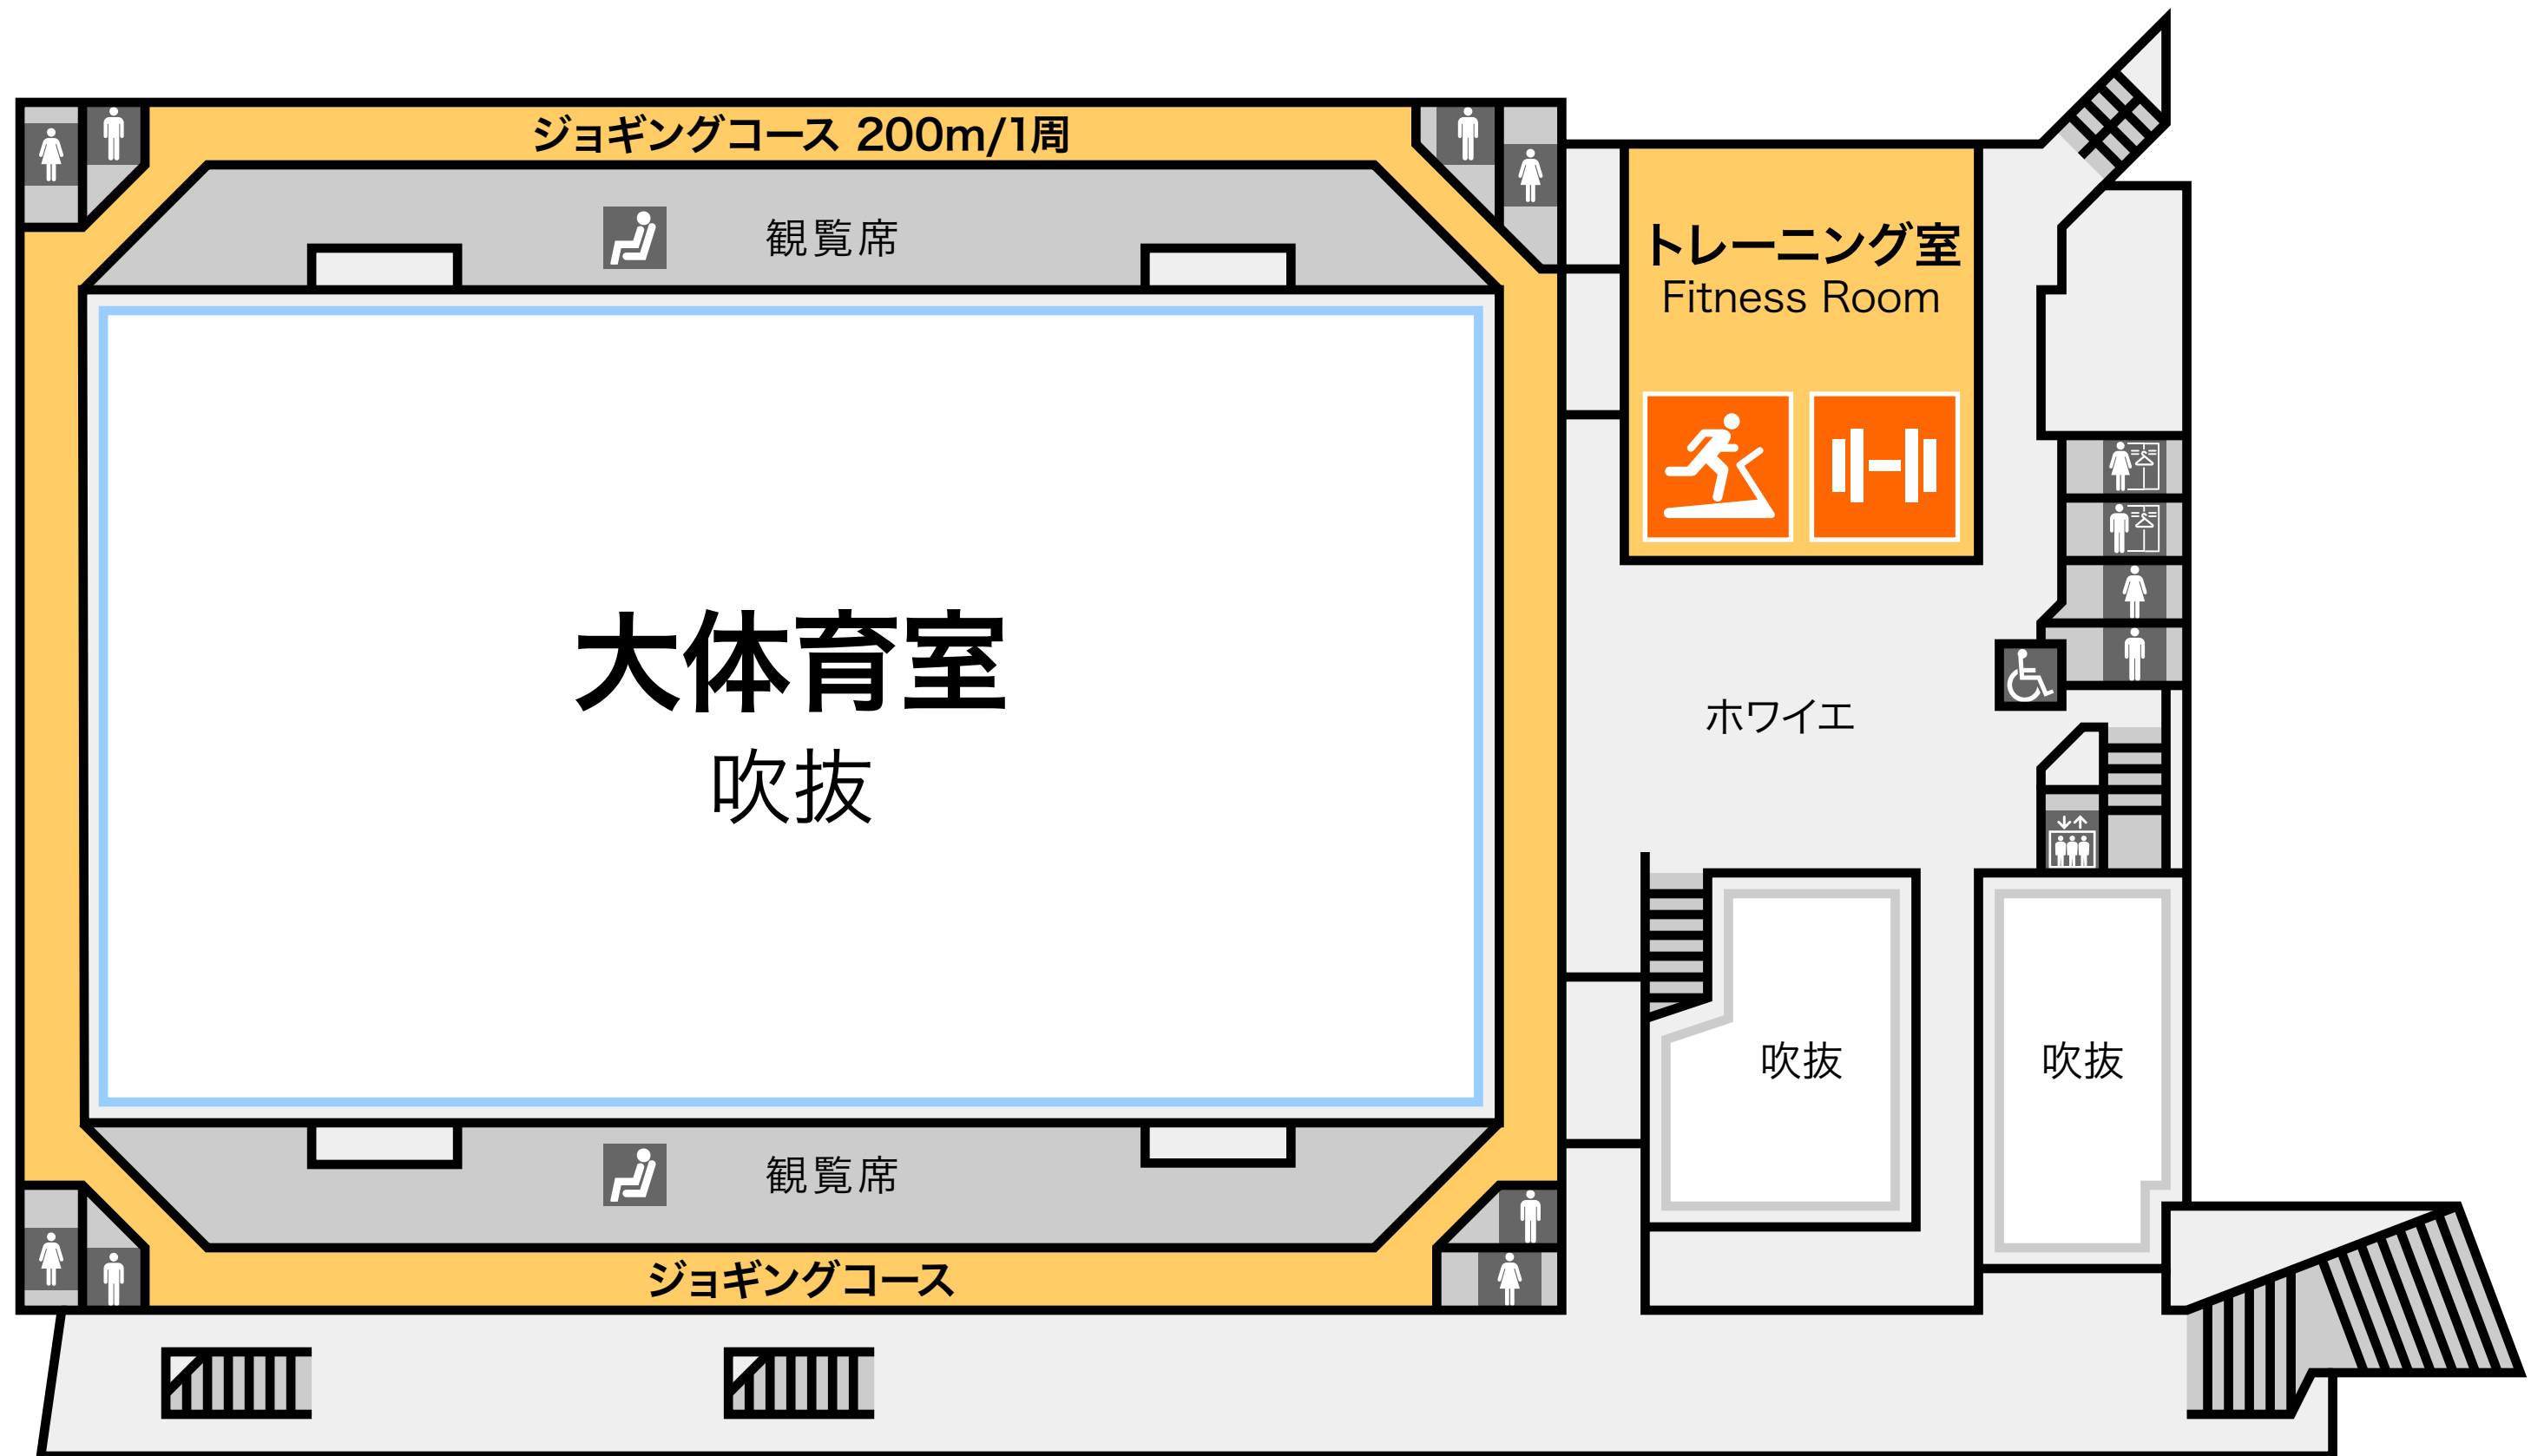 ジョギングコース 200m/1周
観覧席
トレーニング室
Fitness Room
大体育室
吹抜
ホワイエ
吹抜
吹抜
観覧席
ジョギングコース